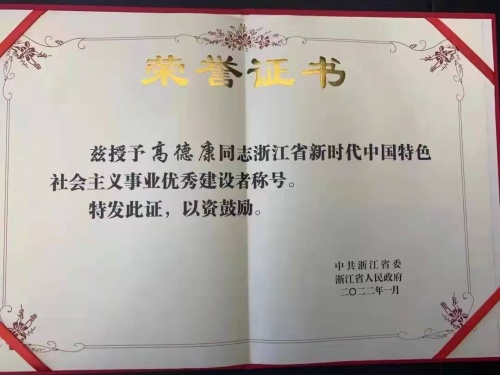 荣誉证书
兹授予高德康同志浙江省新时代中国特色
社会主义事业优秀建设者称号。
特发此证，以资鼓励。
中共浙江省委
浙江省人民政府
二〇二二年一月